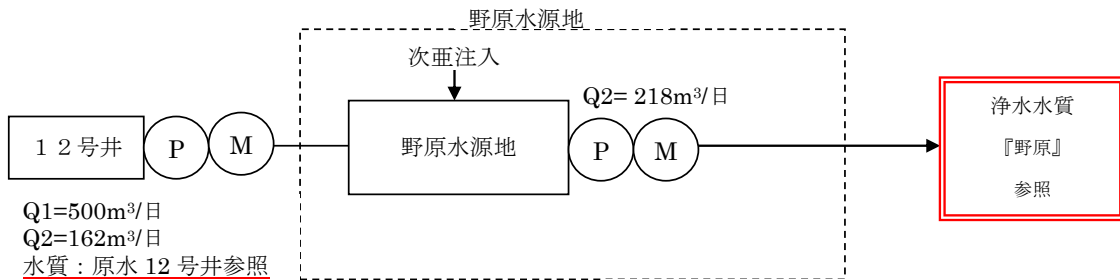 野原水源地
次亜注入
Q2= 218m³/日
１２号井
P
M
野原水源地
P
M
浄水水質
『野原』
参照
Q1=500m³/日
Q2=162m³/日
水質：原水 12 号井参照